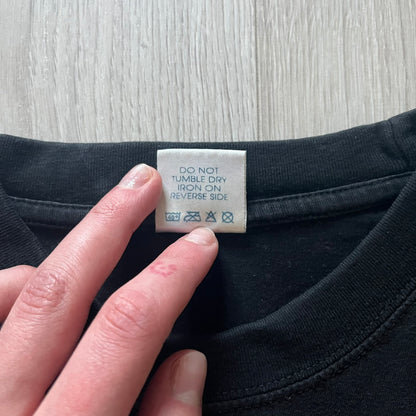 DO NOT
TUMBLE DRY
IRON ON
REVERSE SIDE